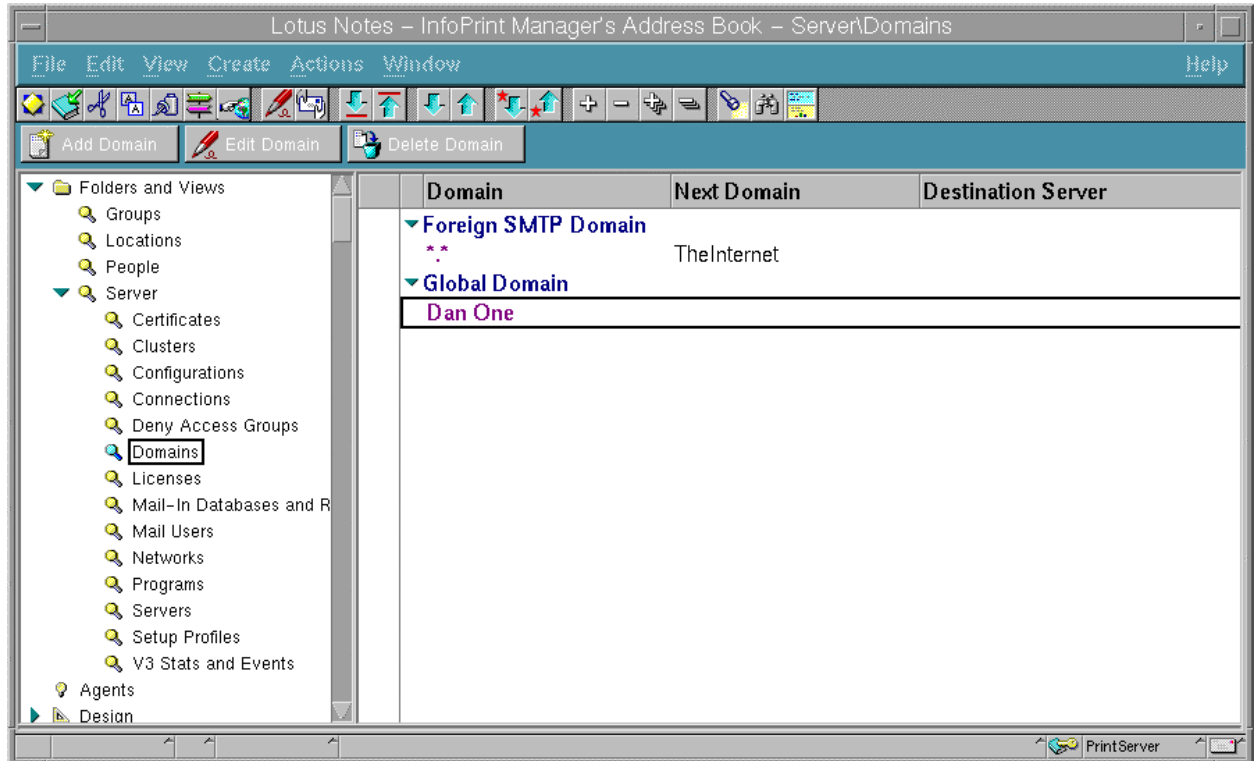 Lotus Notes – InfoPrint Manager's Address Book – Server\Domains
File Edit View Create Actions Window Help
Add Domain Edit Domain Delete Domain
Folders and Views
Groups
Locations
People
Server
Certificates
Clusters
Configurations
Connections
Deny Access Groups
Domains
Licenses
Mail-In Databases and R
Mail Users
Networks
Programs
Servers
Setup Profiles
V3 Stats and Events
Agents
Design
Domain Next Domain Destination Server
Foreign SMTP Domain
*.* TheInternet
Global Domain
Dan One
PrintServer